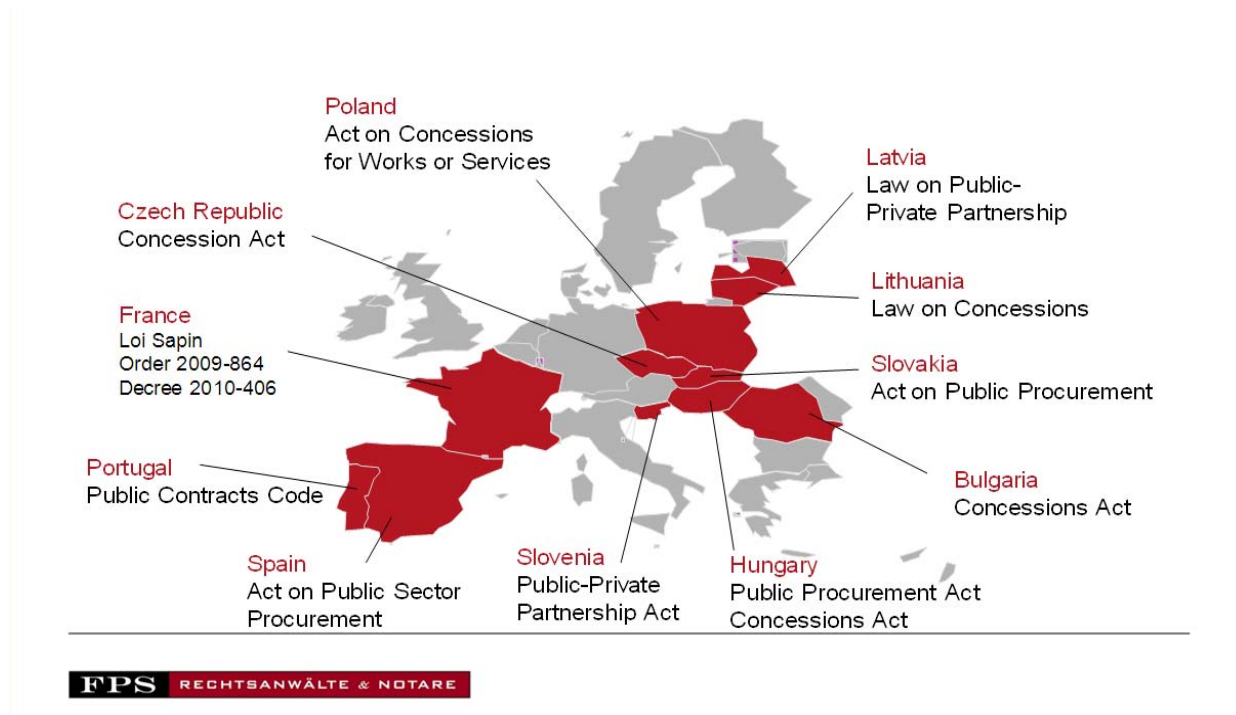 Poland
Act on Concessions
for Works or Services
Latvia
Law on Public-
Private Partnership
Czech Republic
Concession Act
Lithuania
Law on Concessions
France
Loi Sapin
Order 2009-864
Decree 2010-406
Slovakia
Act on Public Procurement
Portugal
Public Contracts Code
Bulgaria
Concessions Act
Spain
Act on Public Sector
Procurement
Slovenia
Public-Private
Partnership Act
Hungary
Public Procurement Act
Concessions Act
FPS RECHTSANWÄLTE & NOTARE